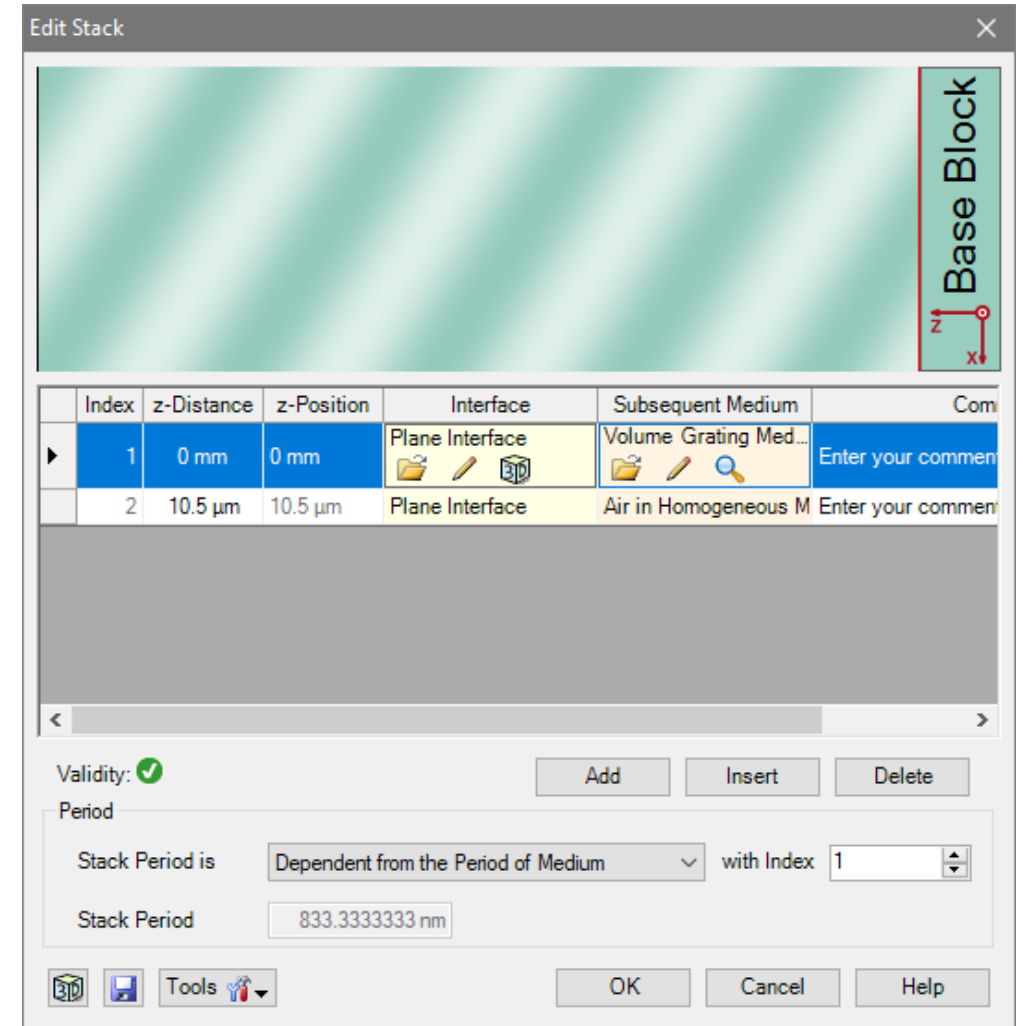 Edit Stack
Base Block
z
x
Index z-Distance z-Position Interface Subsequent Medium Com
1 0 mm 0 mm Plane Interface Volume Grating Med... Enter your commen
3D
2 10.5 µm 10.5 µm Plane Interface Air in Homogeneous M Enter your comment
Validity: Add Insert Delete
Period
Stack Period is Dependent from the Period of Medium with Index 1
Stack Period 833.3333333 nm
3D Tools OK Cancel Help